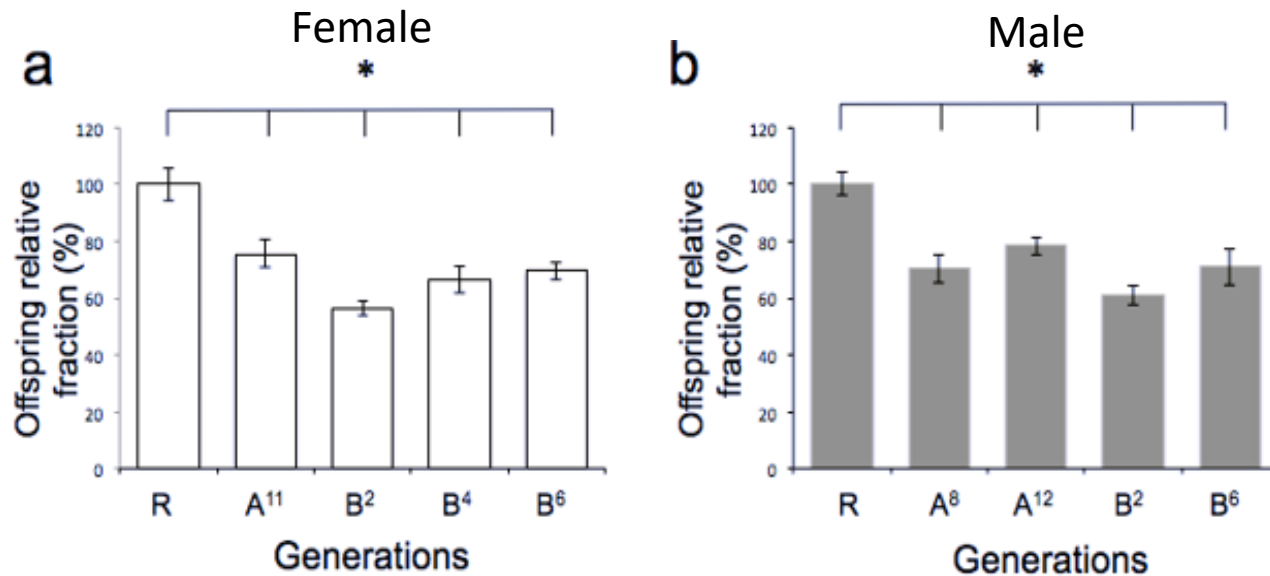 Female
a
*
Offspring relative
fraction (%)
120
100
80
60
40
20
0
R A¹¹ B² B⁴ B⁶
Generations
Male
b
*
Offspring relative
fraction (%)
120
100
80
60
40
20
0
R A⁸ A¹² B² B⁶
Generations